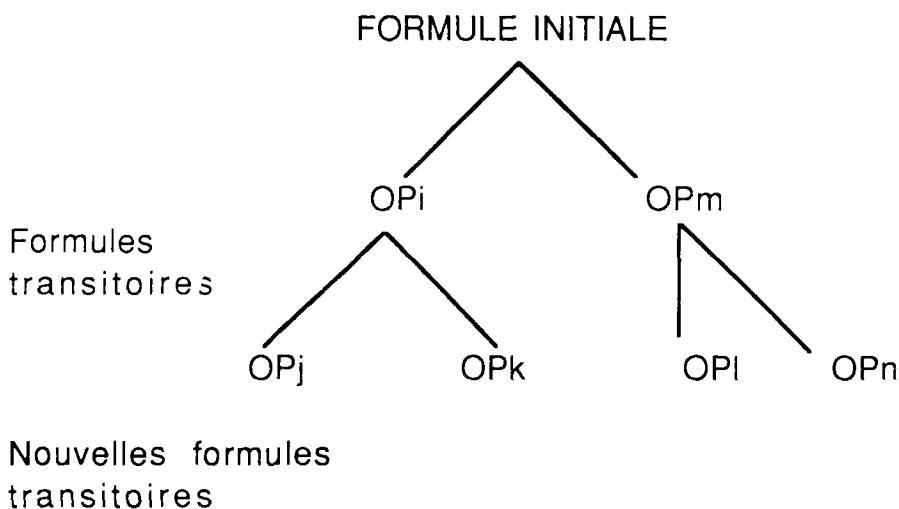 FORMULE INITIALE
OPi OPm
Formules
transitoires
OPj OPk OPl OPn
Nouvelles formules
transitoires